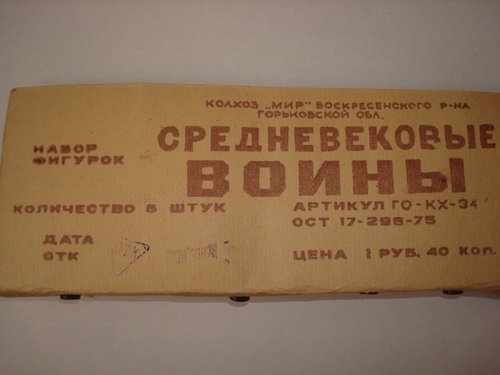 КОЛХОЗ „МИР" ВОСКРЕСЕНСКОГО Р-НА
ГОРЬКОВСКОЙ ОБЛ.
НАБОР
ФИГУРОК
СРЕДНЕВЕКОВЫЕ
ВОИНЫ
КОЛИЧЕСТВО 6 ШТУК
АРТИКУЛ ГО-КХ-34
ОСТ 17-296-75
ДАТА
ОТК
ЦЕНА 1 РУБ. 40 КОП.